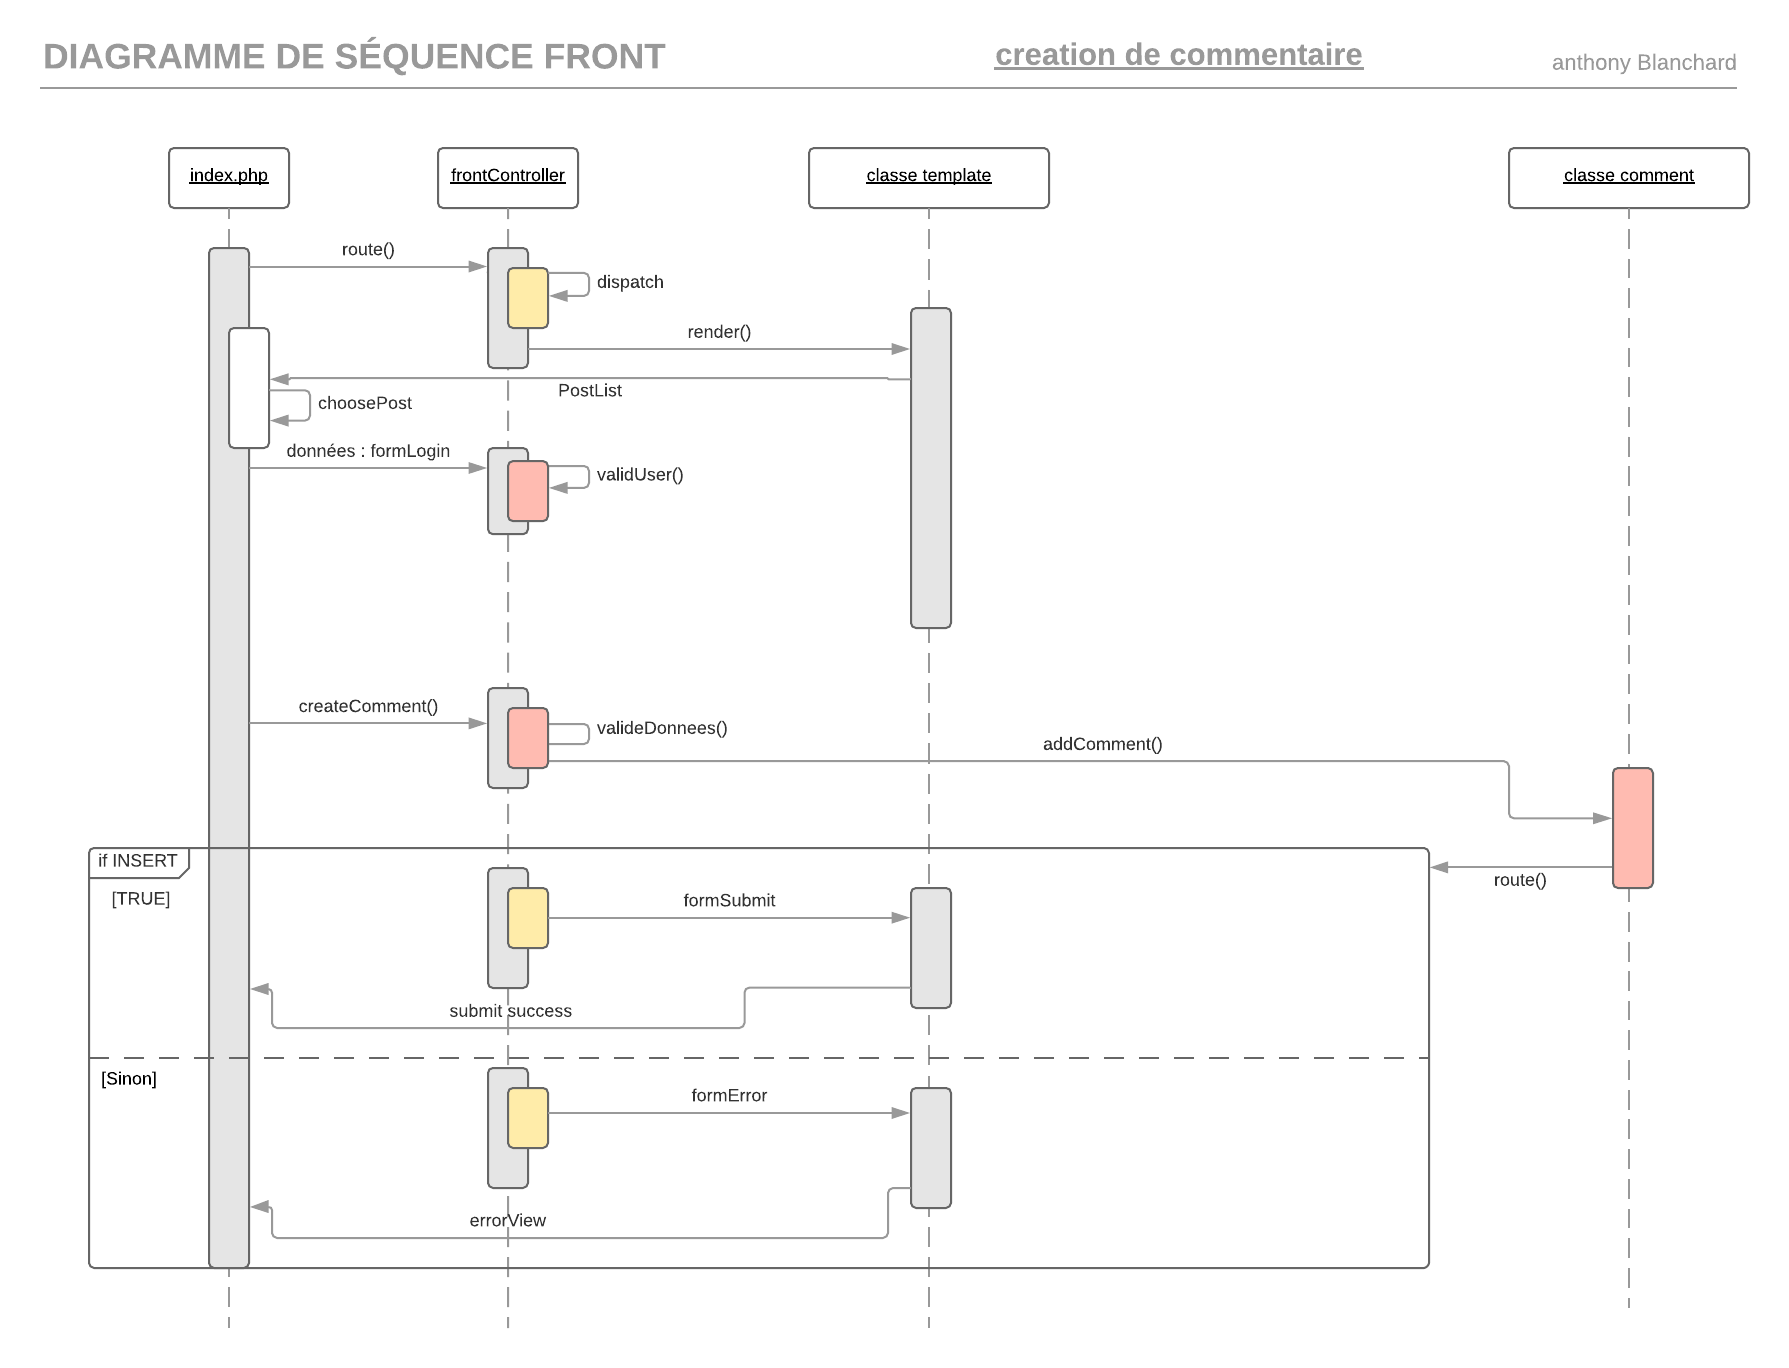 DIAGRAMME DE SÉQUENCE FRONT
creation de commentaire
anthony Blanchard
index.php
frontController
classe template
classe comment
route()
dispatch
render()
PostList
choosePost
données : formLogin
validUser()
createComment()
valideDonnees()
addComment()
if INSERT
route()
[TRUE]
formSubmit
submit success
[Sinon]
formError
errorView